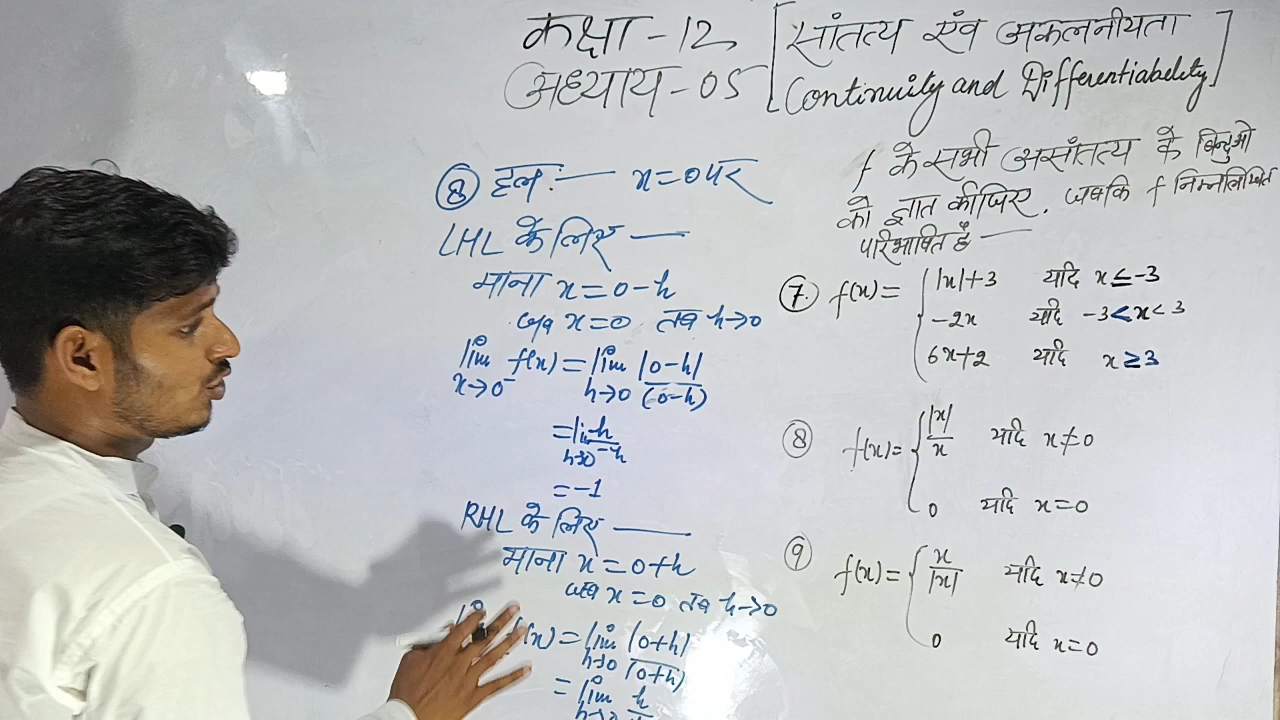 कक्षा - 12 [सांतत्य एंव अकलनीयता
अध्याय - 05 Continuity and Differentiabelity]
f के सभी असांतत्य के बिन्दुओ
को ज्ञात कीजिए, जबकि f निम्नलिखित
परिभाषित है —
⑦ f(x) = { |x|+3 यदि x ≤ -3
-2x यदि -3 < x < 3
6x+2 यदि x ≥ 3
⑧ f(x) = { |x|/x यदि x ≠ 0
0 यदि x = 0
⑨ f(x) = { x/|x| यदि x ≠ 0
0 यदि x = 0
⑧ हल :— x = 0 पर
LHL के लिए —
माना x = 0 - h
जब x = 0 तब h → 0
lim x→0⁻ f(x) = lim h→0 |0-h|/(0-h)
= lim h→0 h/-h
= -1
RHL के लिए —
माना x = 0 + h
जब x = 0 तब h → 0
f(x) = lim h→0 |0+h|/(0+h)
= lim h